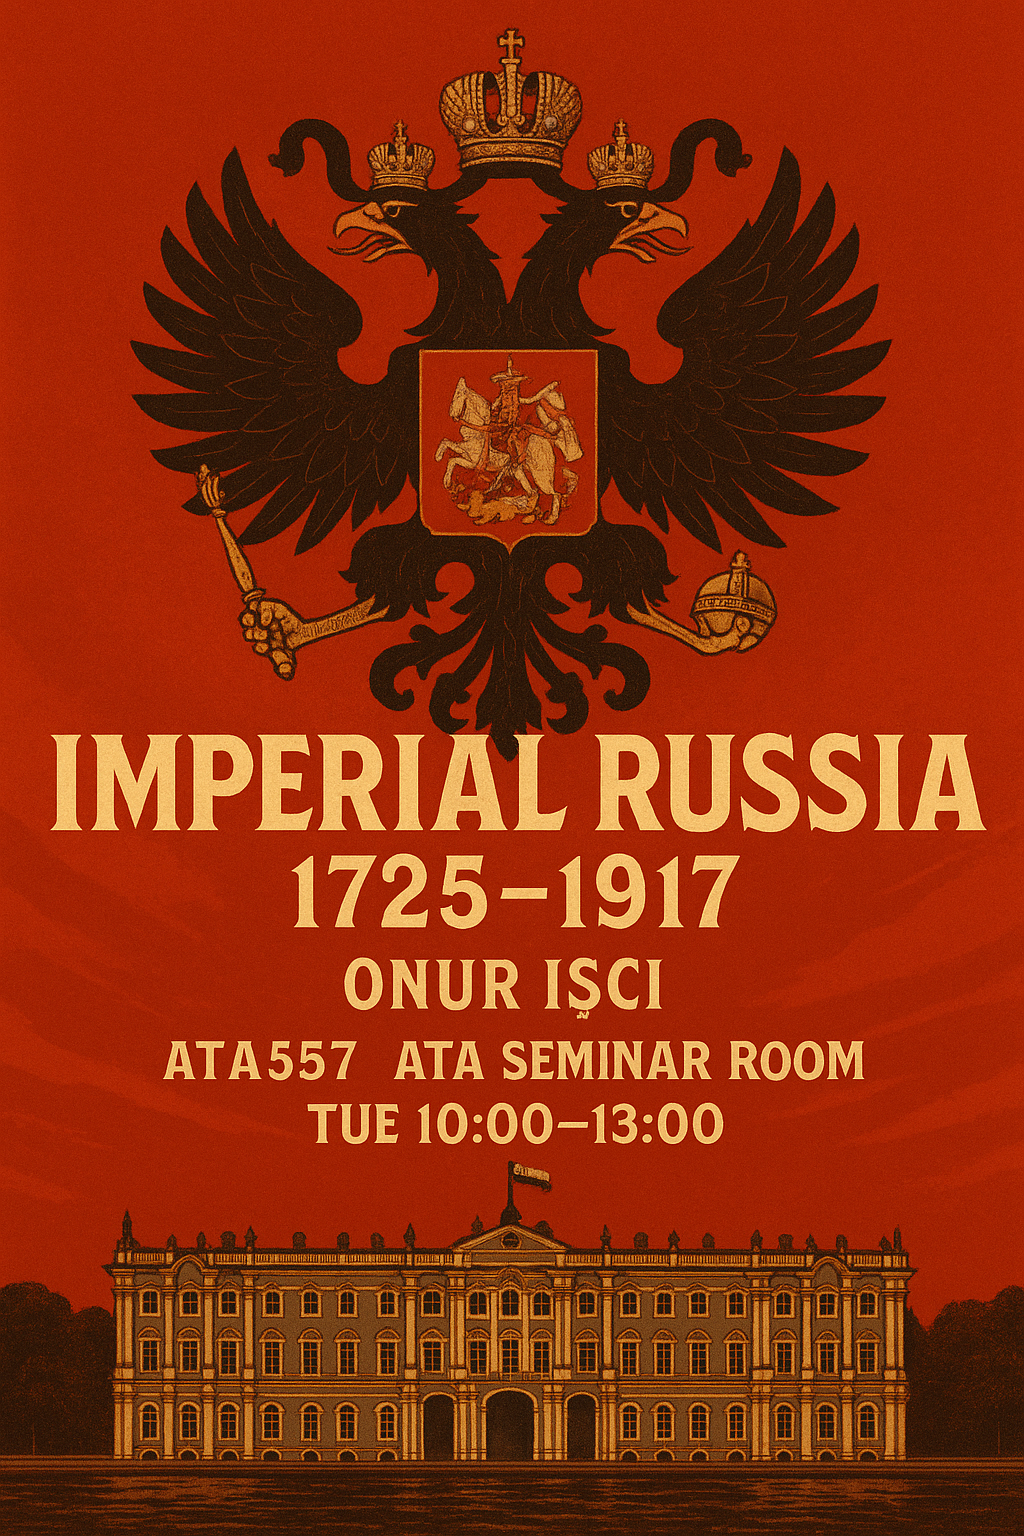 IMPERIAL RUSSIA
1725–1917
ONUR IŞCI
ATA557 ATA SEMINAR ROOM
TUE 10:00–13:00